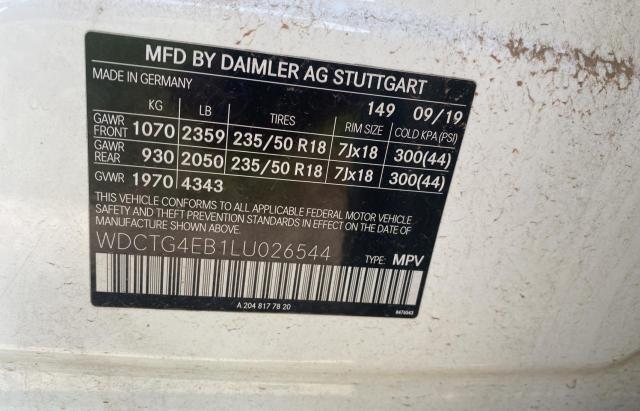 MFD BY DAIMLER AG STUTTGART
MADE IN GERMANY 149 09/19
KG LB TIRES RIM SIZE COLD KPA (PSI)
GAWR FRONT 1070 2359 235/50 R18 7Jx18 300(44)
GAWR REAR 930 2050 235/50 R18 7Jx18 300(44)
GVWR 1970 4343
THIS VEHICLE CONFORMS TO ALL APPLICABLE FEDERAL MOTOR VEHICLE
SAFETY AND THEFT PREVENTION STANDARDS IN EFFECT ON THE DATE OF
MANUFACTURE SHOWN ABOVE.
WDCTG4EB1LU026544 TYPE: MPV
A 204 817 78 20